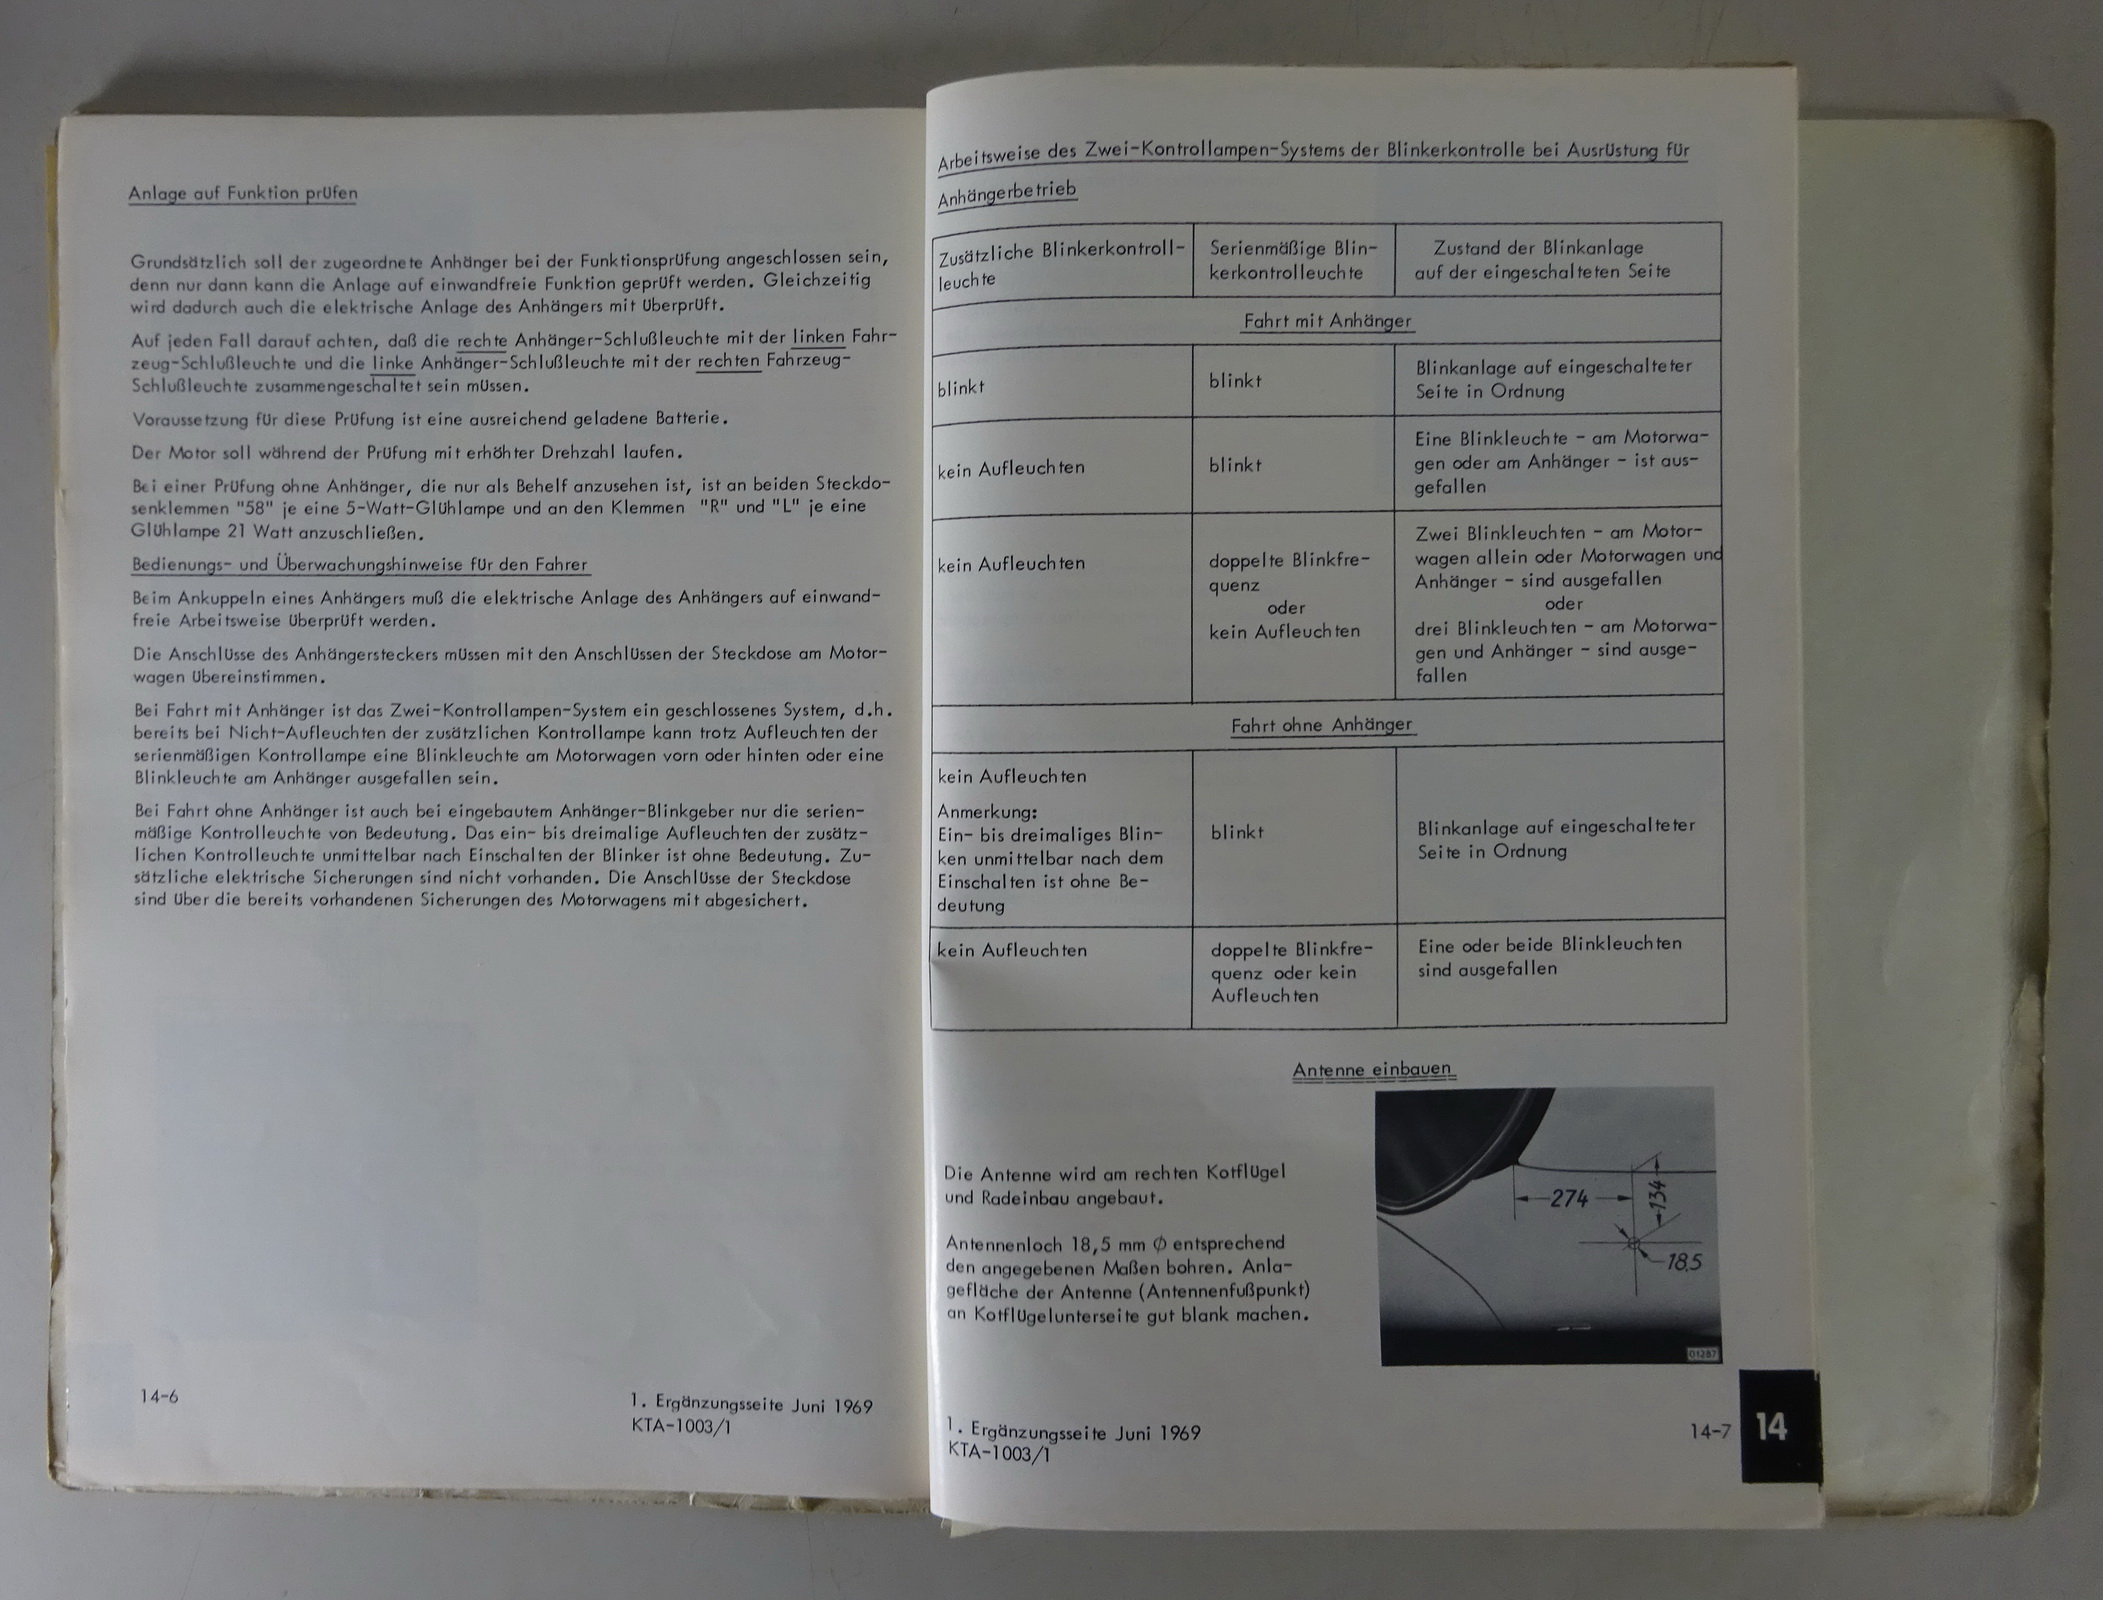 Anlage auf Funktion prüfen
Grundsätzlich soll der zugeordnete Anhänger bei der Funktionsprüfung angeschlossen sein,
denn nur dann kann die Anlage auf einwandfreie Funktion geprüft werden. Gleichzeitig
wird dadurch auch die elektrische Anlage des Anhängers mit überprüft.
Auf jeden Fall darauf achten, daß die rechte Anhänger-Schlußleuchte mit der linken Fahr-
zeug-Schlußleuchte und die linke Anhänger-Schlußleuchte mit der rechten Fahrzeug-
Schlußleuchte zusammengeschaltet sein müssen.
Voraussetzung für diese Prüfung ist eine ausreichend geladene Batterie.
Der Motor soll während der Prüfung mit erhöhter Drehzahl laufen.
Bei einer Prüfung ohne Anhänger, die nur als Behelf anzusehen ist, ist an beiden Steckdo-
senklemmen "58" je eine 5-Watt-Glühlampe und an den Klemmen "R" und "L" je eine
Glühlampe 21 Watt anzuschließen.
Bedienungs- und Überwachungshinweise für den Fahrer
Beim Ankuppeln eines Anhängers muß die elektrische Anlage des Anhängers auf einwand-
freie Arbeitsweise überprüft werden.
Die Anschlüsse des Anhängersteckers müssen mit den Anschlüssen der Steckdose am Motor-
wagen übereinstimmen.
Bei Fahrt mit Anhänger ist das Zwei-Kontrollampen-System ein geschlossenes System, d.h.
bereits bei Nicht-Aufleuchten der zusätzlichen Kontrollampe kann trotz Aufleuchten der
serienmäßigen Kontrollampe eine Blinkleuchte am Motorwagen vorn oder hinten oder eine
Blinkleuchte am Anhänger ausgefallen sein.
Bei Fahrt ohne Anhänger ist auch bei eingebautem Anhänger-Blinkgeber nur die serien-
mäßige Kontrolleuchte von Bedeutung. Das ein- bis dreimalige Aufleuchten der zusätz-
lichen Kontrolleuchte unmittelbar nach Einschalten der Blinker ist ohne Bedeutung. Zu-
sätzliche elektrische Sicherungen sind nicht vorhanden. Die Anschlüsse der Steckdose
sind über die bereits vorhandenen Sicherungen des Motorwagens mit abgesichert.
14-6
1. Ergänzungsseite Juni 1969
KTA-1003/1
Arbeitsweise des Zwei-Kontrollampen-Systems der Blinkerkontrolle bei Ausrüstung für
Anhängerbetrieb
Zusätzliche Blinkerkontroll-
leuchte
Serienmäßige Blin-
kerkontrolleuchte
Zustand der Blinkanlage
auf der eingeschalteten Seite
Fahrt mit Anhänger
blinkt
blinkt
Blinkanlage auf eingeschalteter
Seite in Ordnung
kein Aufleuchten
blinkt
Eine Blinkleuchte - am Motorwa-
gen oder am Anhänger - ist aus-
gefallen
kein Aufleuchten
doppelte Blinkfre-
quenz
oder
kein Aufleuchten
Zwei Blinkleuchten - am Motor-
wagen allein oder Motorwagen und
Anhänger - sind ausgefallen
oder
drei Blinkleuchten - am Motorwa-
gen und Anhänger - sind ausge-
fallen
Fahrt ohne Anhänger
kein Aufleuchten
Anmerkung:
Ein- bis dreimaliges Blin-
ken unmittelbar nach dem
Einschalten ist ohne Be-
deutung
blinkt
Blinkanlage auf eingeschalteter
Seite in Ordnung
kein Aufleuchten
doppelte Blinkfre-
quenz oder kein
Aufleuchten
Eine oder beide Blinkleuchten
sind ausgefallen
Antenne einbauen
Die Antenne wird am rechten Kotflügel
und Radeinbau angebaut.
Antennenloch 18,5 mm Ø entsprechend
den angegebenen Maßen bohren. Anla-
gefläche der Antenne (Antennenfußpunkt)
an Kotflügelunterseite gut blank machen.
274
134
18.5
01287
1. Ergänzungsseite Juni 1969
KTA-1003/1
14-7
14